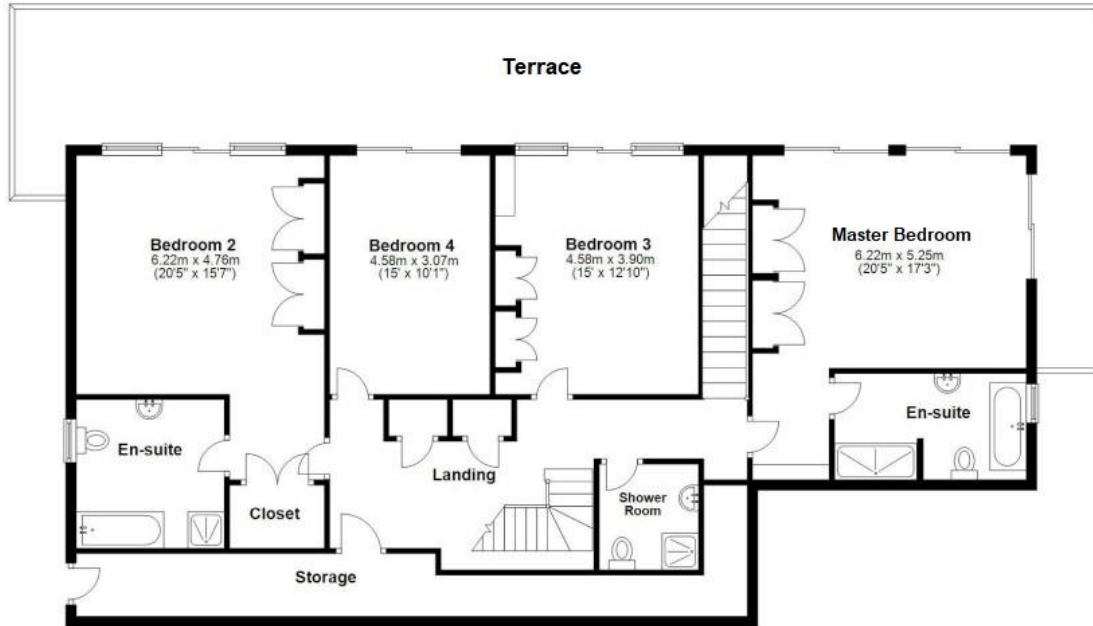 Terrace
Bedroom 2
6.22m x 4.76m
(20'5" x 15'7")
Bedroom 4
4.58m x 3.07m
(15' x 10'1")
Bedroom 3
4.58m x 3.90m
(15' x 12'10")
Master Bedroom
6.22m x 5.25m
(20'5" x 17'3")
En-suite
Closet
Landing
Shower
Room
En-suite
Storage